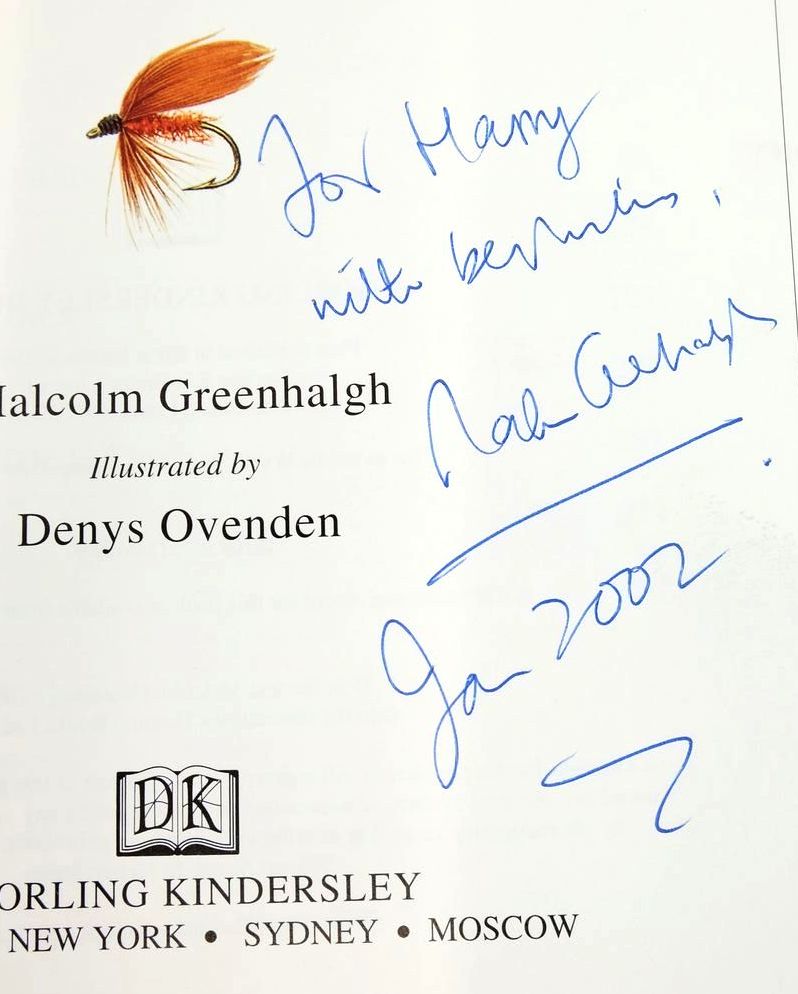 For Harry
with best wishes,
Malcolm Greenhalgh
Jan 2002
alcolm Greenhalgh
Illustrated by
Denys Ovenden
DK
ORLING KINDERSLEY
NEW YORK • SYDNEY • MOSCOW